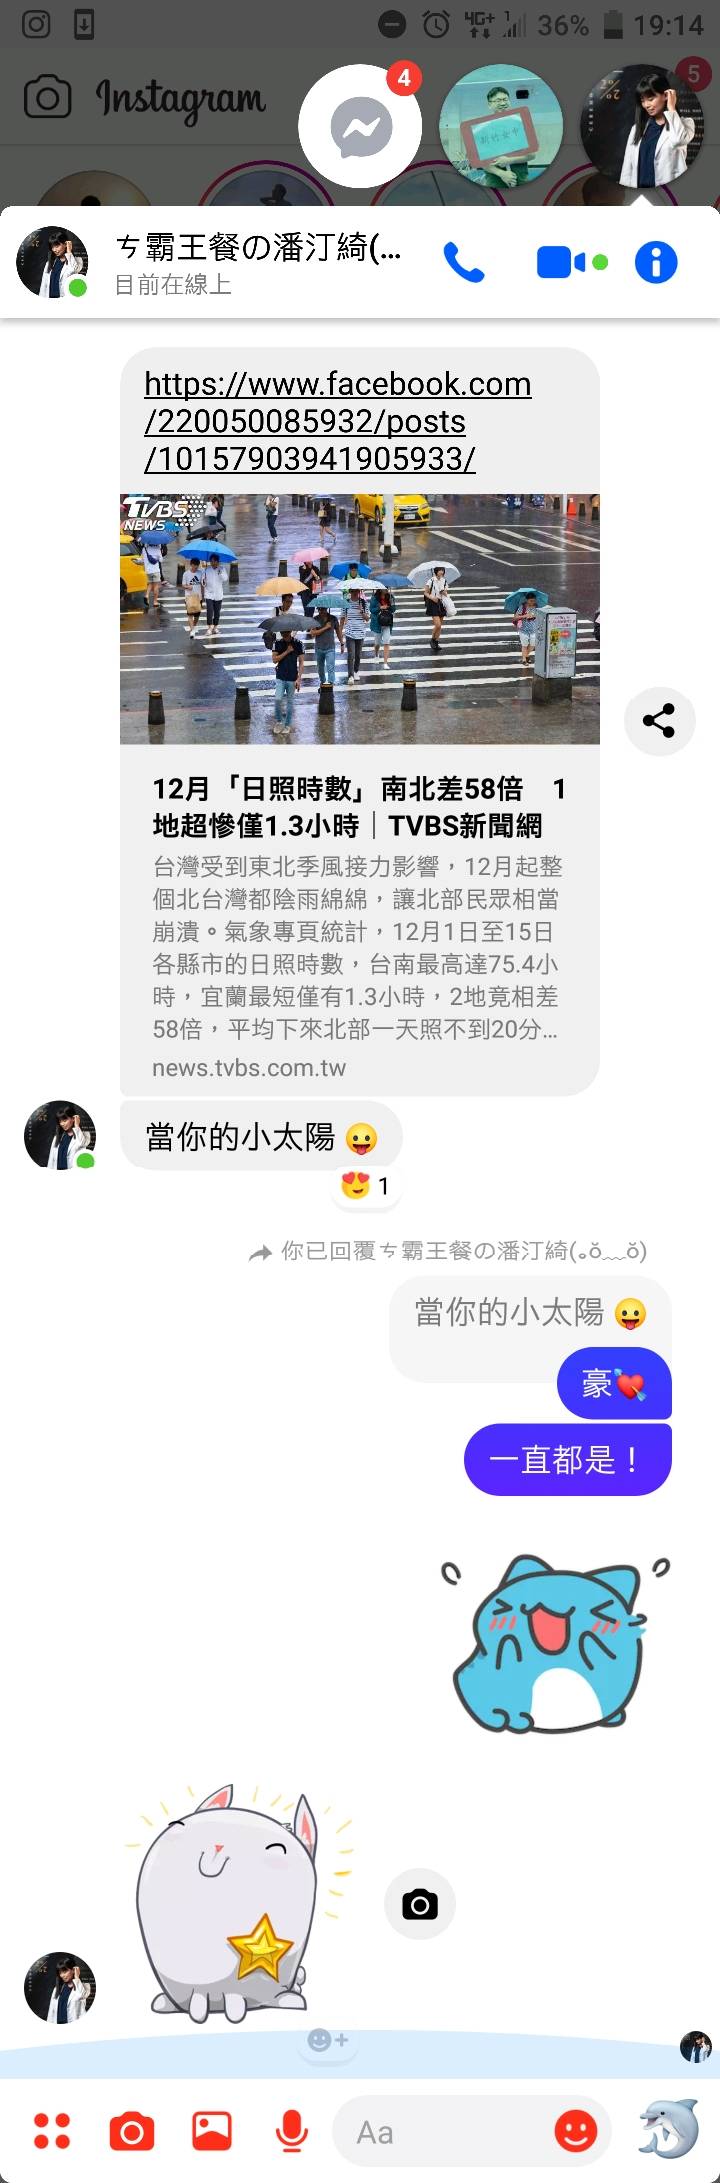 4G+
1
36%
19:14
Instagram
4
新竹女中
5
ㄘ霸王餐の潘汀綺(...
目前在線上
https://www.facebook.com
/220050085932/posts
/10157903941905933/
TVBS
NEWS
12月「日照時數」南北差58倍　1
地超慘僅1.3小時｜TVBS新聞網
台灣受到東北季風接力影響，12月起整
個北台灣都陰雨綿綿，讓北部民眾相當
崩潰。氣象專頁統計，12月1日至15日
各縣市的日照時數，台南最高達75.4小
時，宜蘭最短僅有1.3小時，2地竟相差
58倍，平均下來北部一天照不到20分...
news.tvbs.com.tw
當你的小太陽 😛
😍 1
你已回覆ㄘ霸王餐の潘汀綺(｡ŏ﹏ŏ)
當你的小太陽 😛
豪💘
一直都是！
Aa